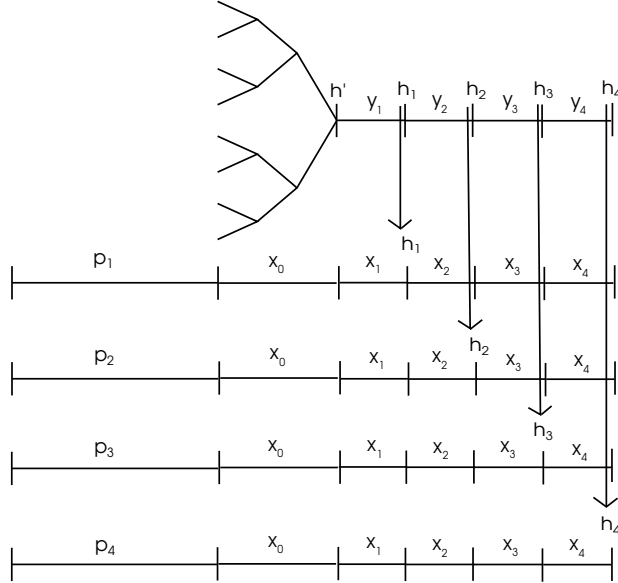 h' h₁ h₂ h₃ h₄
y₁ y₂ y₃ y₄
h₁
p₁ x₀ x₁ x₂ x₃ x₄
h₂
p₂ x₀ x₁ x₂ x₃ x₄
h₃
p₃ x₀ x₁ x₂ x₃ x₄
h₄
p₄ x₀ x₁ x₂ x₃ x₄